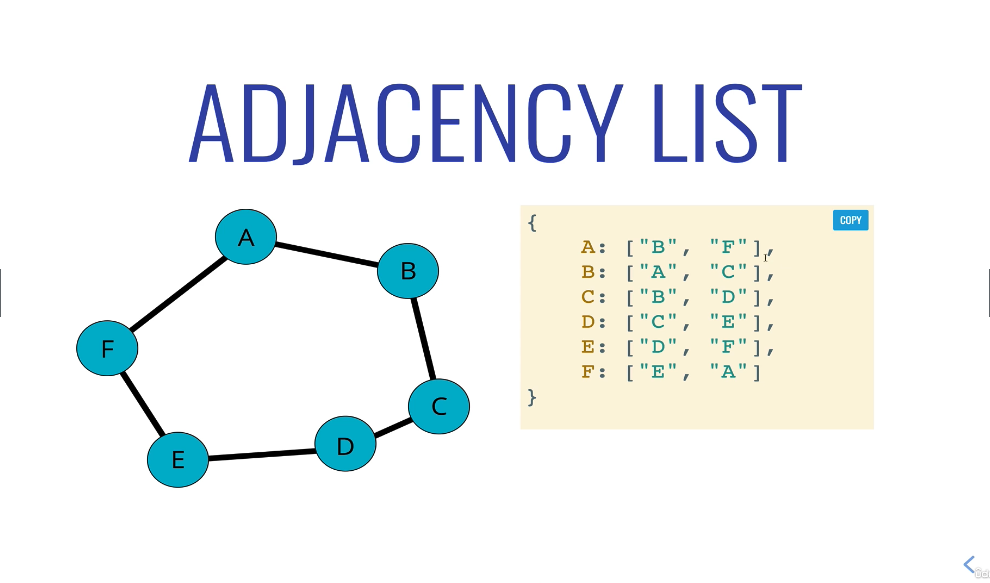 ADJACENCY LIST
A
B
F
C
D
E
COPY
{
A: ["B", "F"],
B: ["A", "C"],
C: ["B", "D"],
D: ["C", "E"],
E: ["D", "F"],
F: ["E", "A"]
}